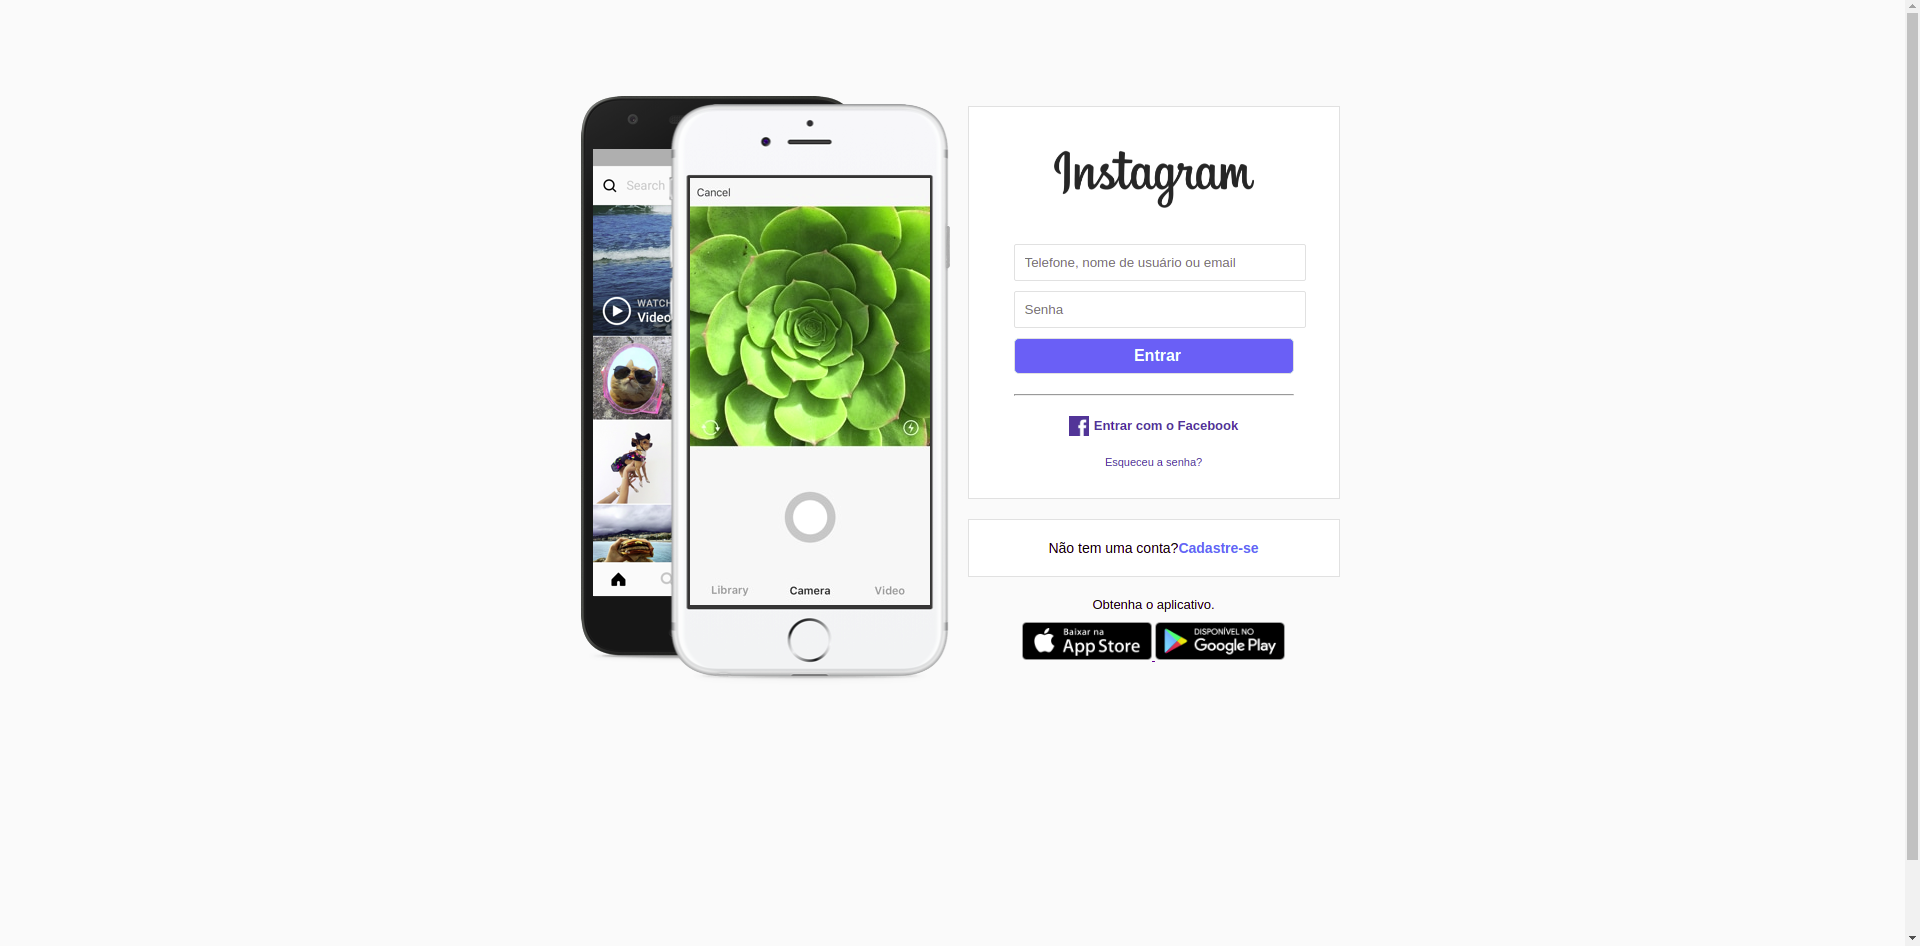 Search
WATCH
Video
Cancel
Library
Camera
Video
Instagram
Telefone, nome de usuário ou email
Senha
Entrar
Entrar com o Facebook
Esqueceu a senha?
Não tem uma conta?Cadastre-se
Obtenha o aplicativo.
Baixar na
App Store
DISPONÍVEL NO
Google Play